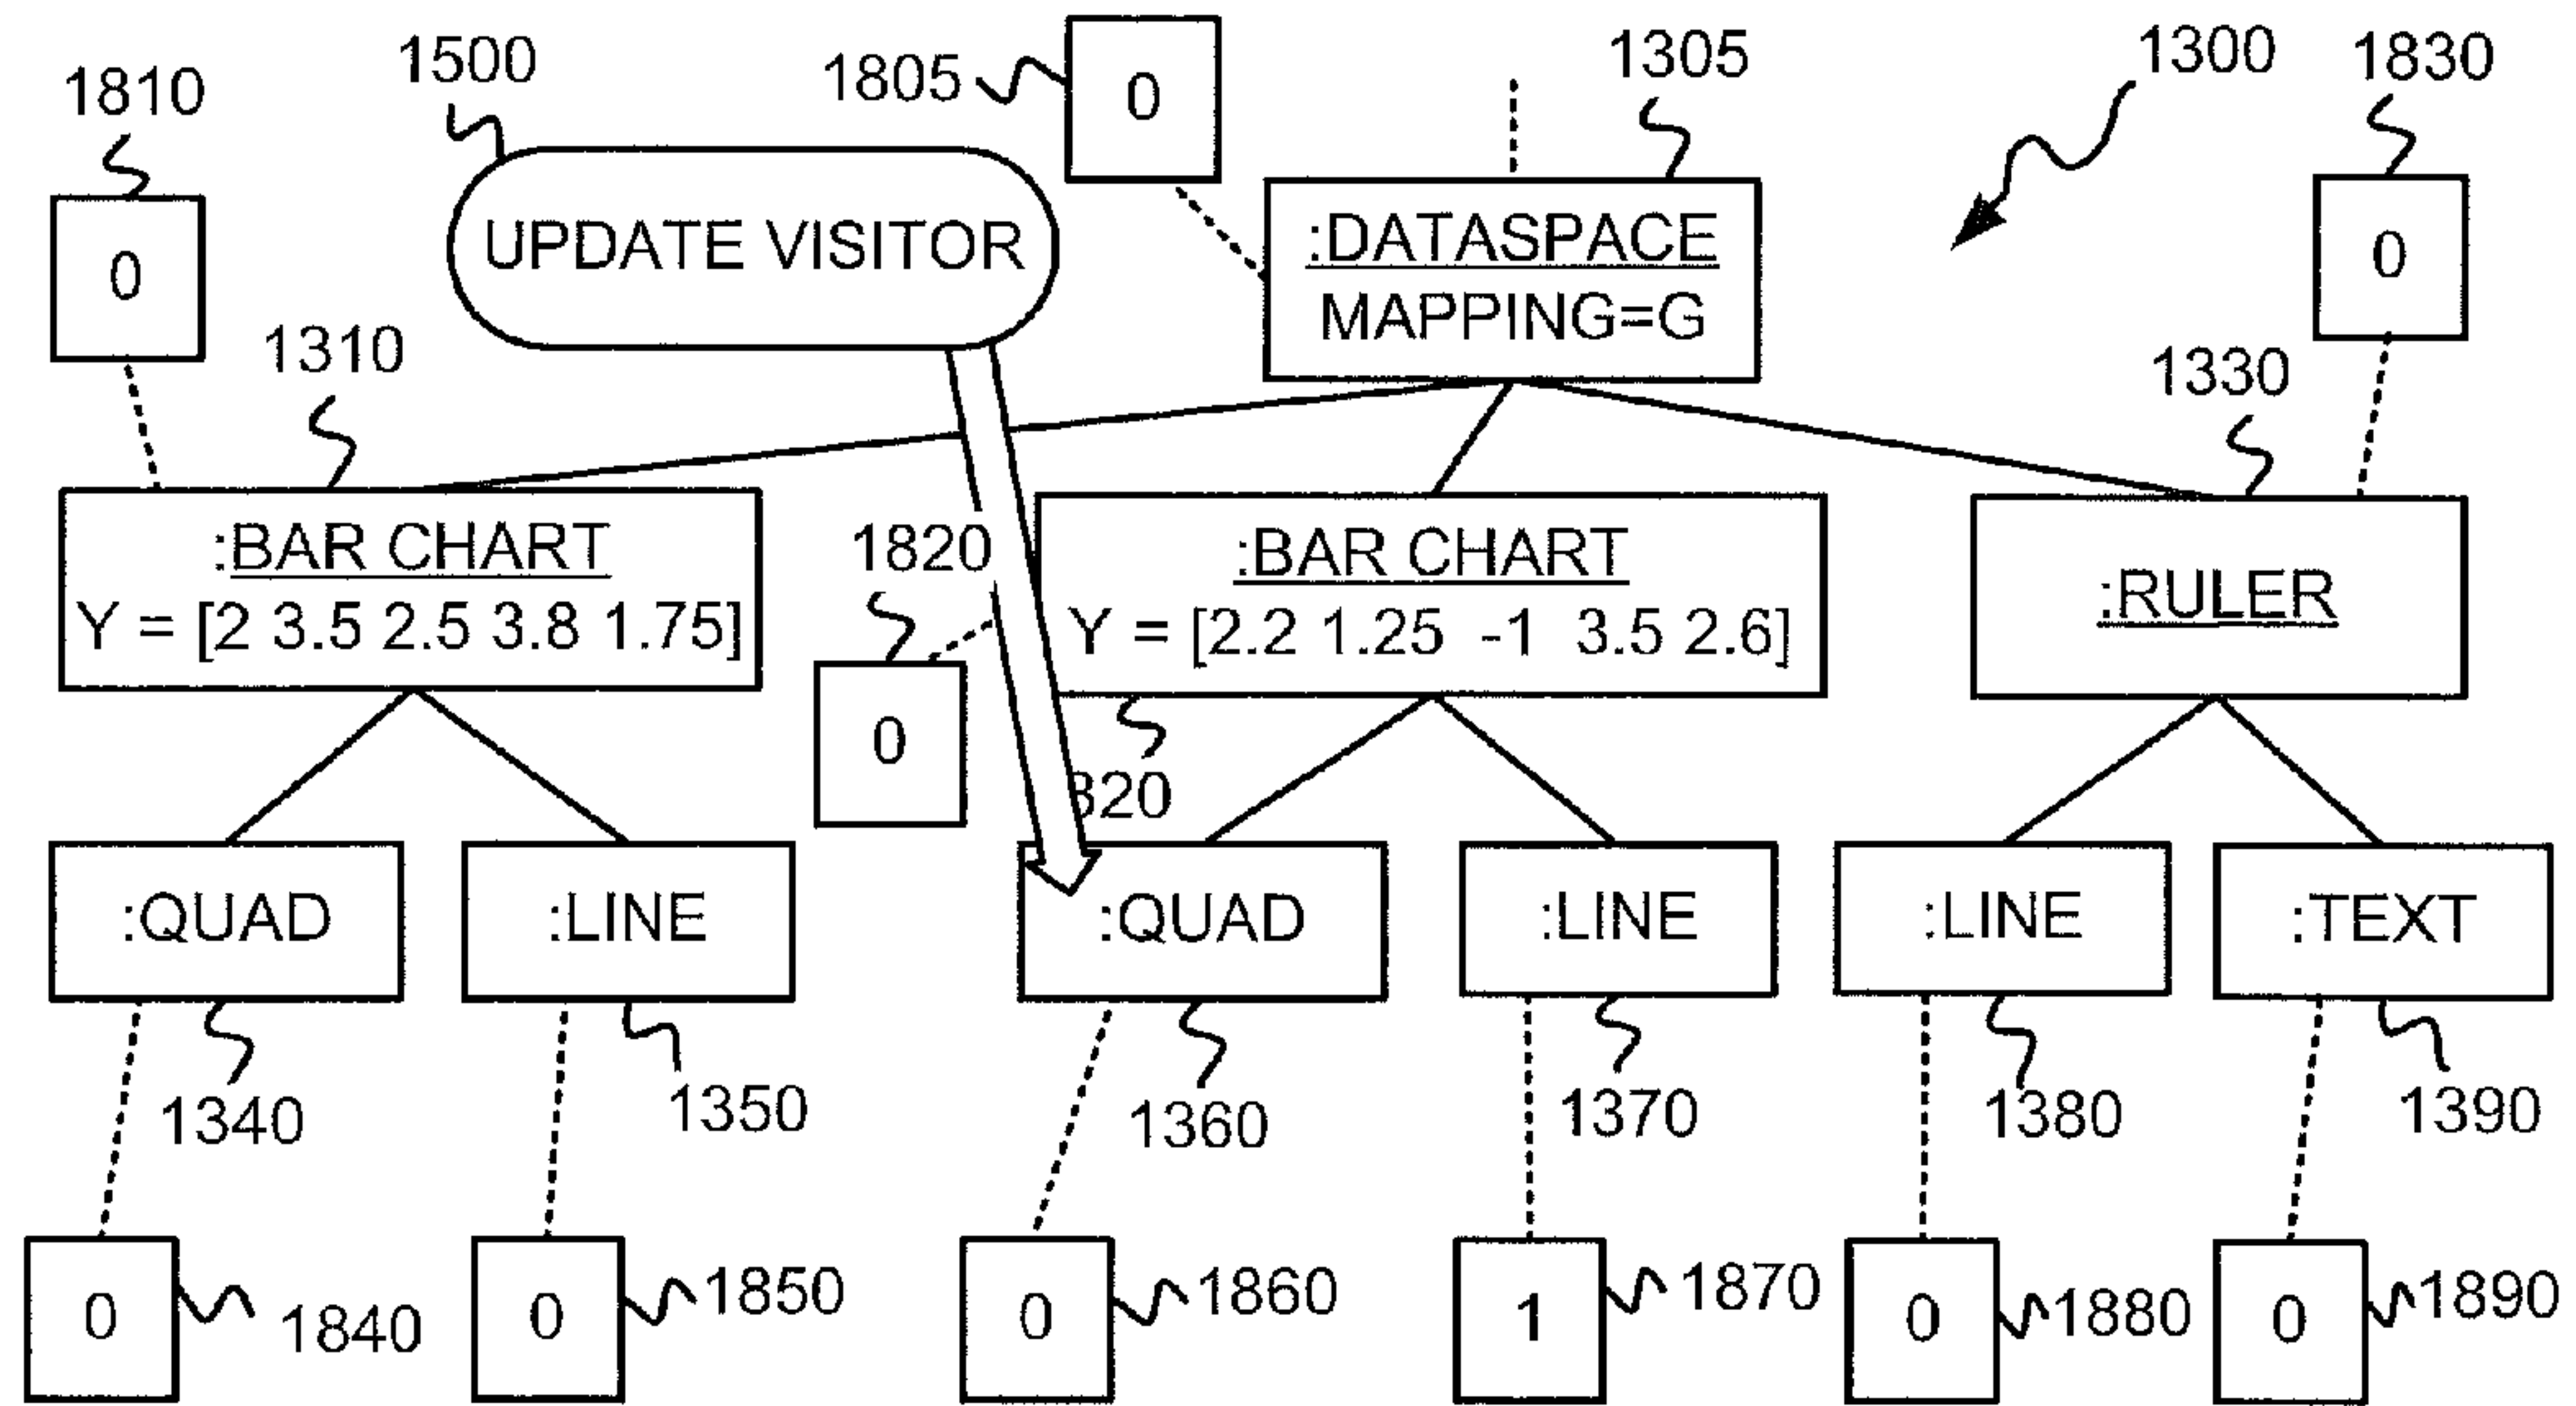 1810
1500
1805
0
1305
1300
1830
0
UPDATE VISITOR
:DATASPACE
MAPPING=G
0
1310
1330
:BAR CHART
Y = [2 3.5 2.5 3.8 1.75]
1820
:BAR CHART
Y = [2.2 1.25 -1 3.5 2.6]
:RULER
0
320
:QUAD
:LINE
:QUAD
:LINE
:LINE
:TEXT
1340
1350
1360
1370
1380
1390
0
1840
0
1850
0
1860
1
1870
0
1880
0
1890